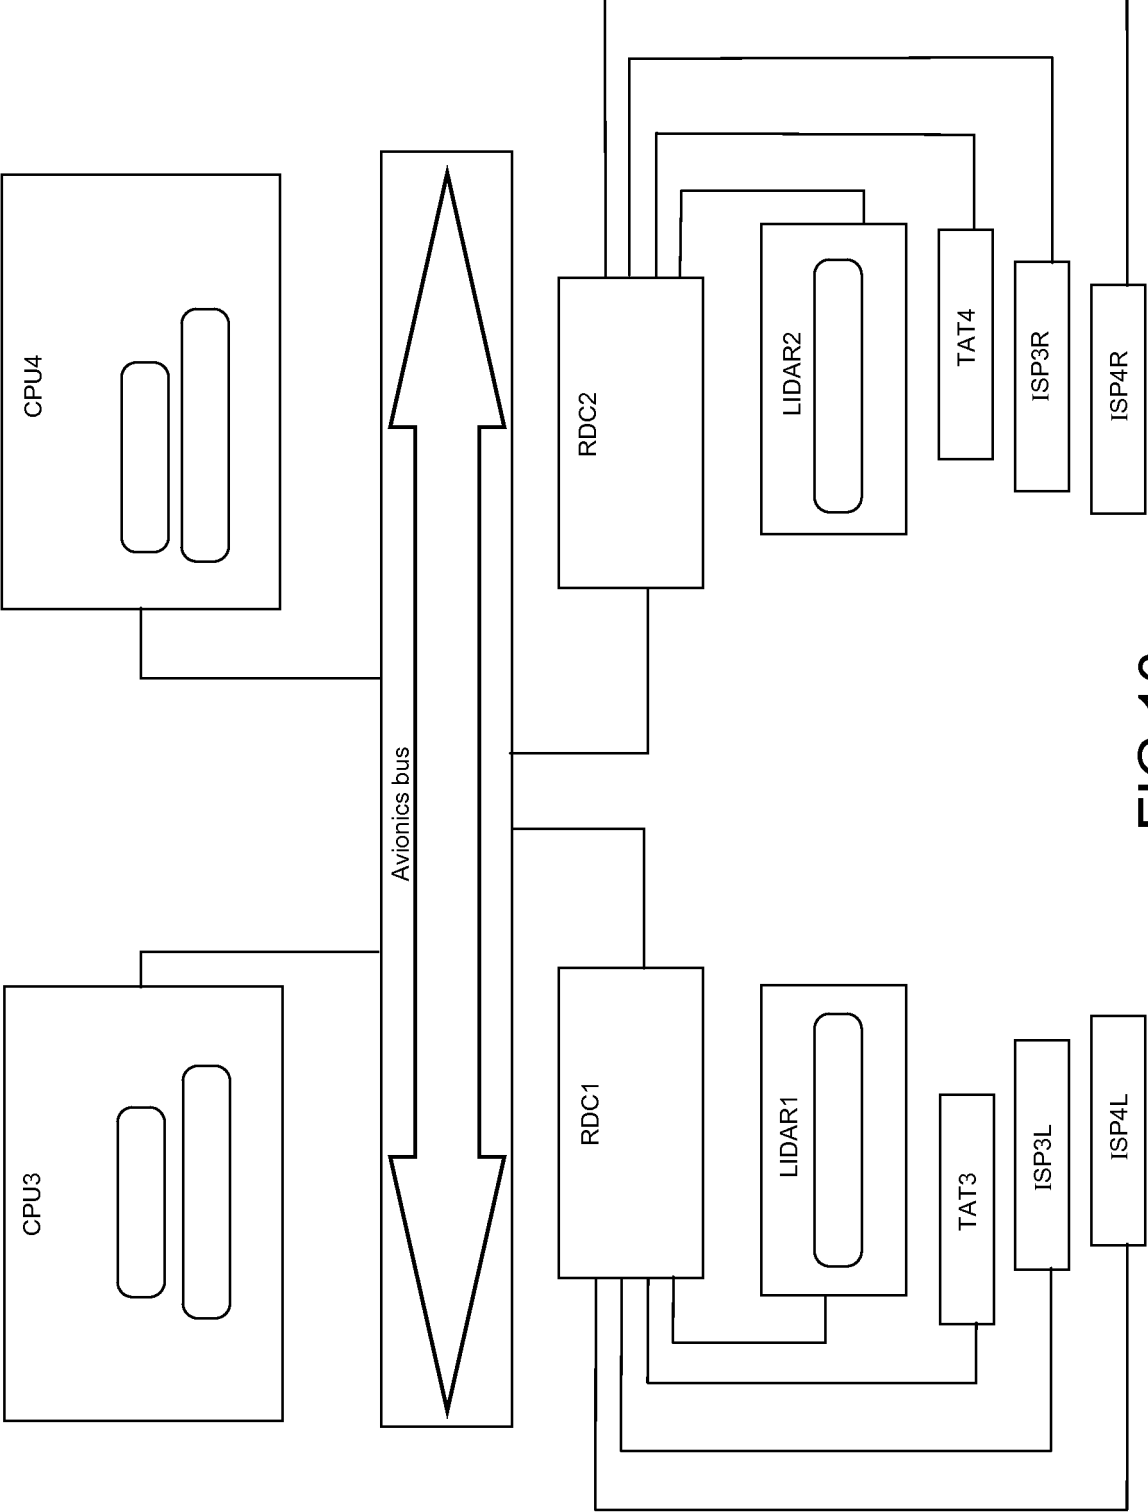 CPU3
CPU4
Avionics bus
RDC1
RDC2
LIDAR1
LIDAR2
TAT3
TAT4
ISP3L
ISP3R
ISP4L
ISP4R